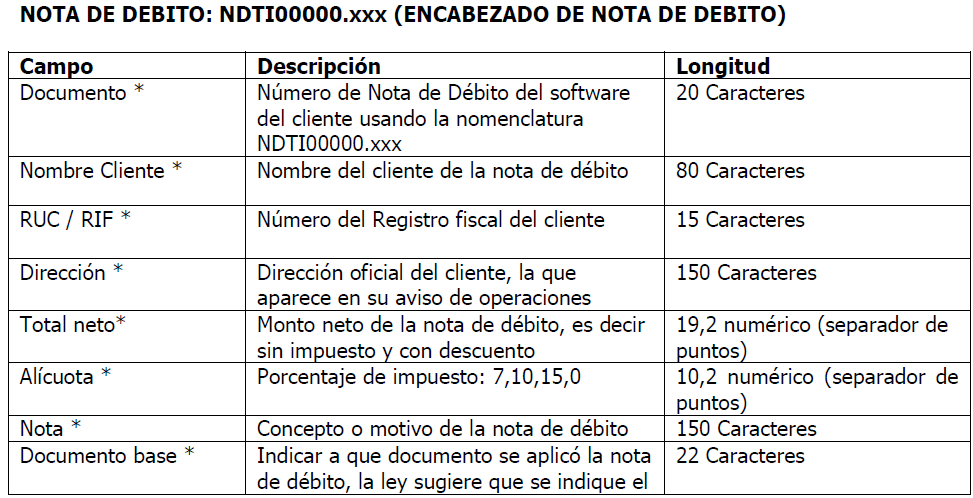 NOTA DE DEBITO: NDTI00000.xxx (ENCABEZADO DE NOTA DE DEBITO)
Campo Descripción Longitud
Documento * Número de Nota de Débito del software 20 Caracteres
del cliente usando la nomenclatura
NDTI00000.xxx
Nombre Cliente * Nombre del cliente de la nota de débito 80 Caracteres
RUC / RIF * Número del Registro fiscal del cliente 15 Caracteres
Dirección * Dirección oficial del cliente, la que 150 Caracteres
aparece en su aviso de operaciones
Total neto* Monto neto de la nota de débito, es decir 19,2 numérico (separador de
sin impuesto y con descuento puntos)
Alícuota * Porcentaje de impuesto: 7,10,15,0 10,2 numérico (separador de
puntos)
Nota * Concepto o motivo de la nota de débito 150 Caracteres
Documento base * Indicar a que documento se aplicó la nota 22 Caracteres
de débito, la ley sugiere que se indique el